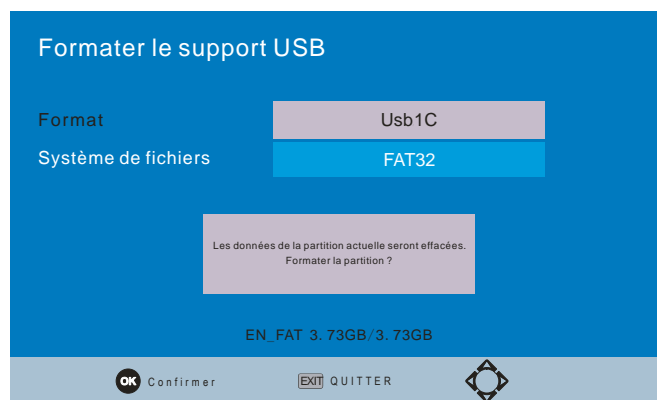 Formater le support USB
Format
Usb1C
Système de fichiers
FAT32
Les données de la partition actuelle seront effacées.
Formater la partition ?
EN_FAT 3. 73GB/3. 73GB
OK Confirmer
EXIT QUITTER